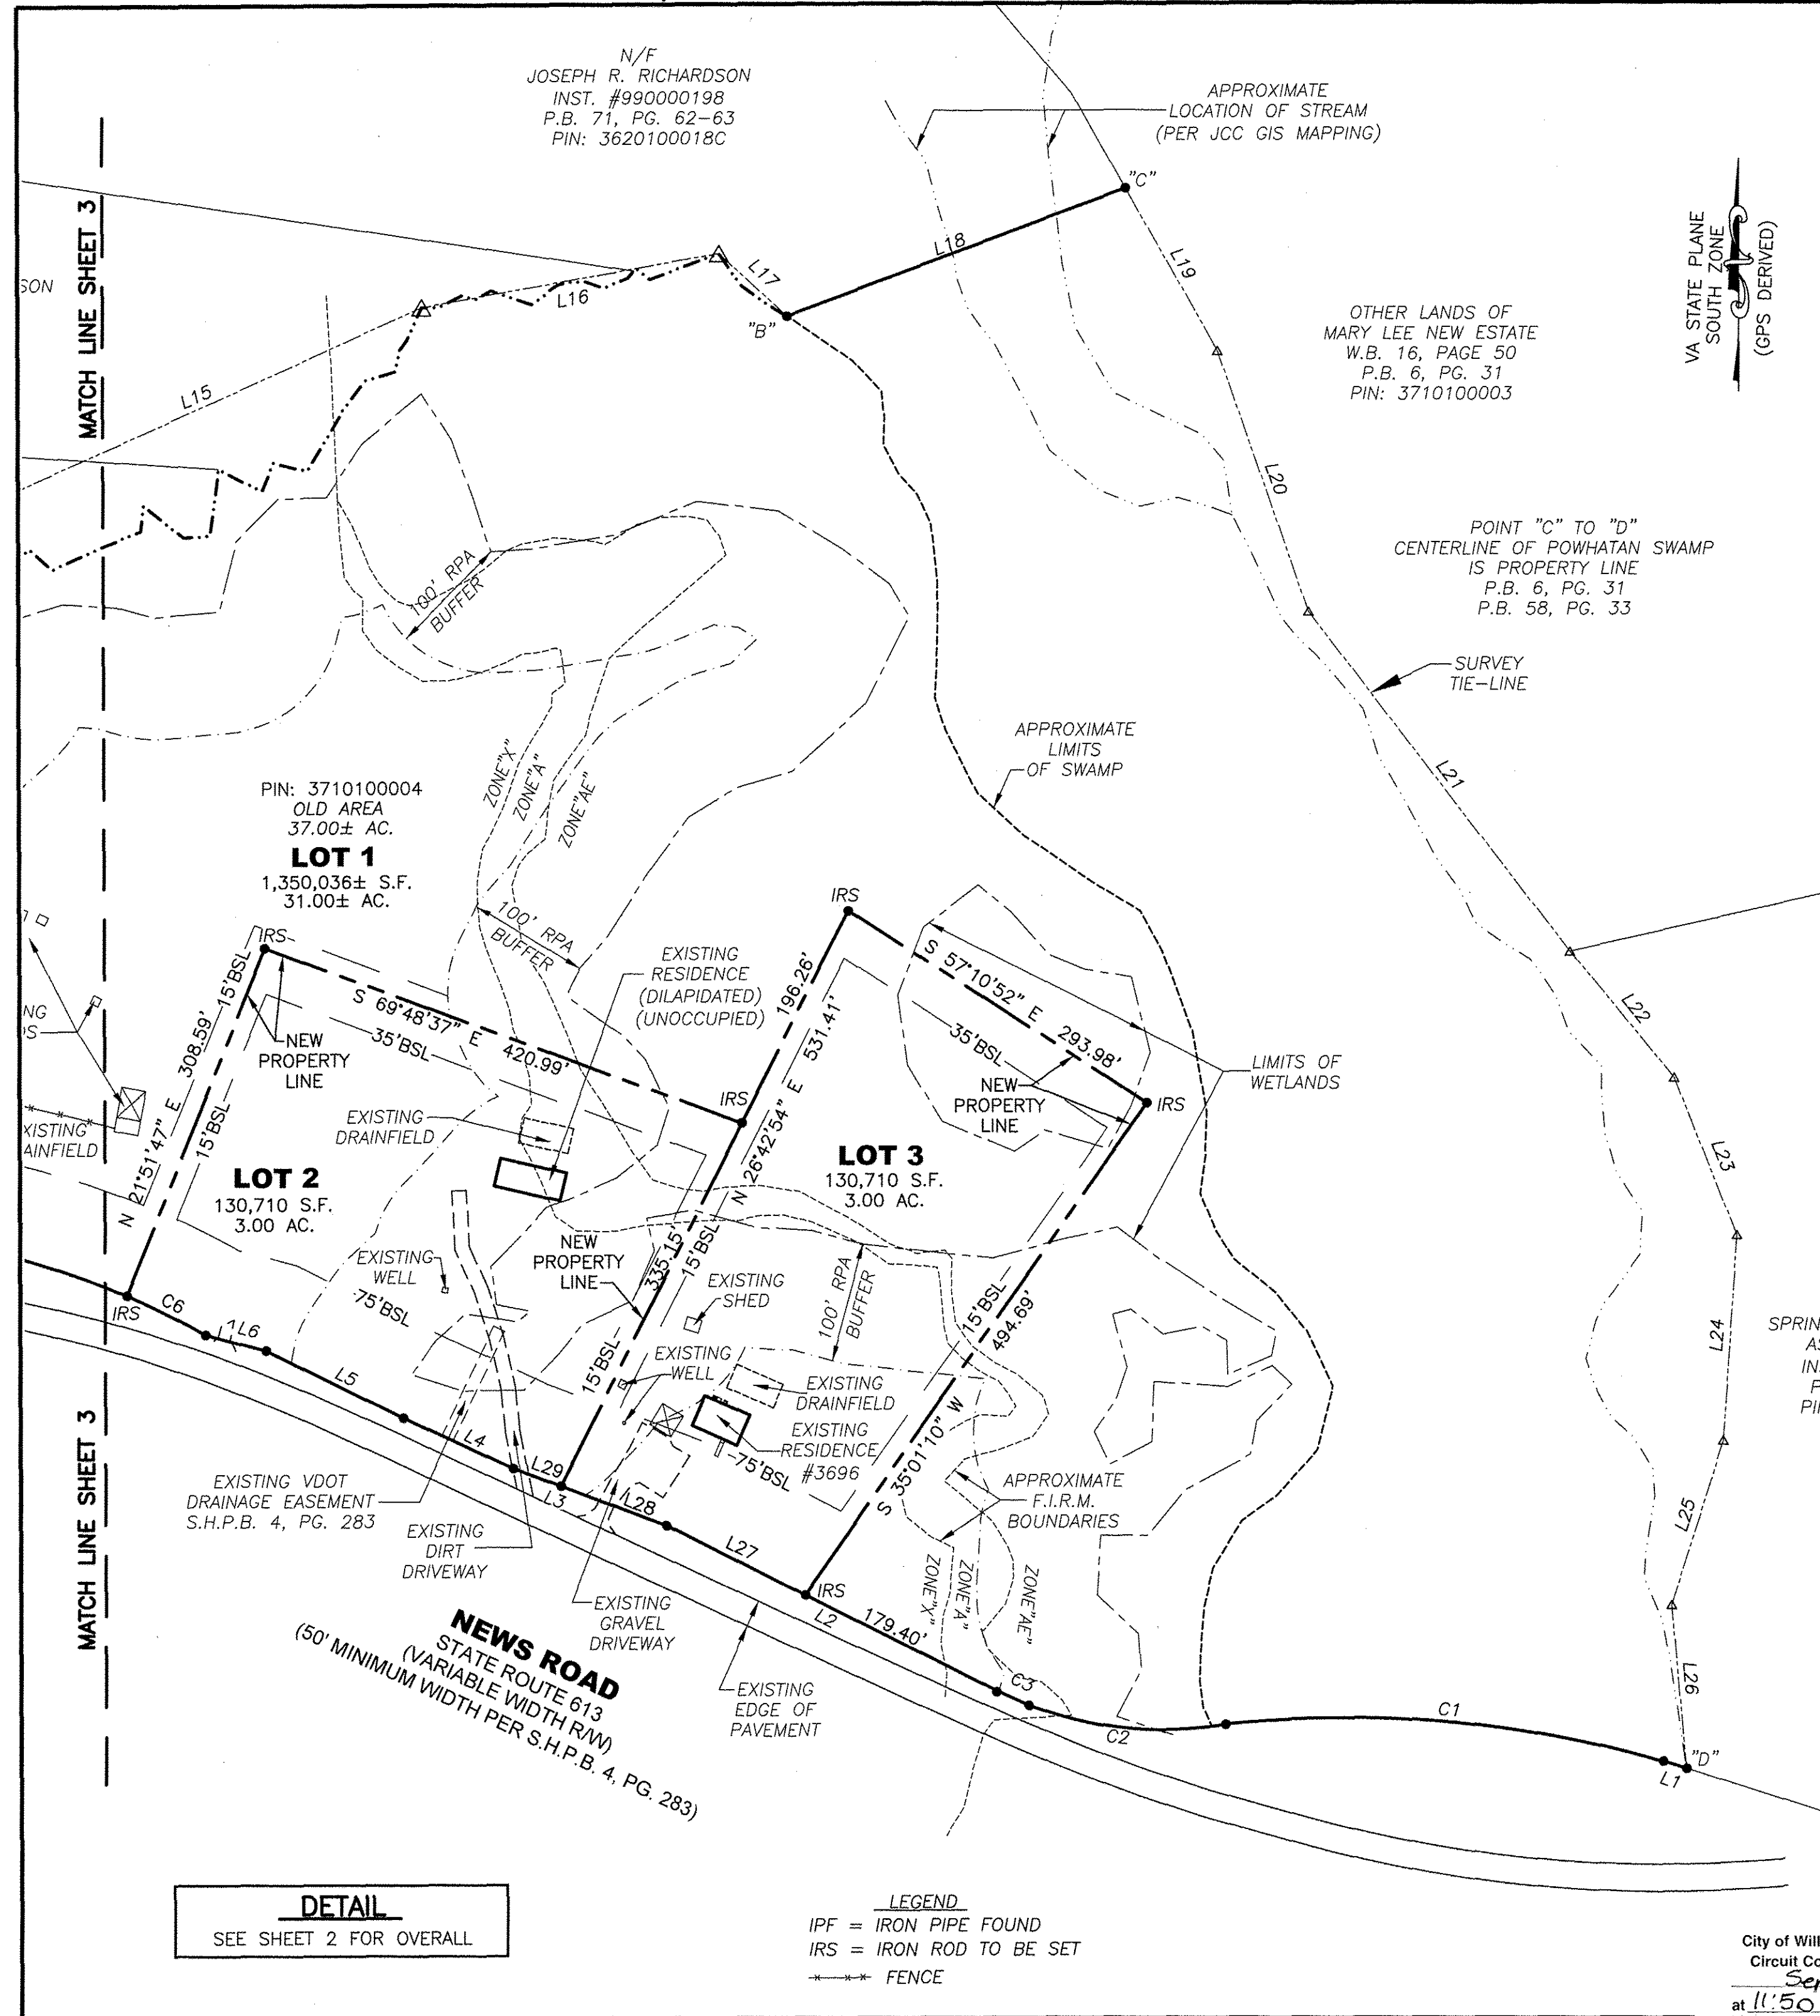 N/F
JOSEPH R. RICHARDSON
INST. #990000198
P.B. 71, PG. 62-63
PIN: 3620100018C
APPROXIMATE
LOCATION OF STREAM
(PER JCC GIS MAPPING)
"C"
L18
L19
L17
L16
"B"
L15
SON
MATCH LINE SHEET 3
VA STATE PLANE
SOUTH ZONE
(GPS DERIVED)
OTHER LANDS OF
MARY LEE NEW ESTATE
W.B. 16, PAGE 50
P.B. 6, PG. 31
PIN: 3710100003
L20
POINT "C" TO "D"
CENTERLINE OF POWHATAN SWAMP
IS PROPERTY LINE
P.B. 6, PG. 31
P.B. 58, PG. 33
SURVEY
TIE-LINE
100' RPA
BUFFER
APPROXIMATE
LIMITS
OF SWAMP
L21
ZONE"X"
ZONE"A"
ZONE"AE"
PIN: 3710100004
OLD AREA
37.00± AC.
LOT 1
1,350,036± S.F.
31.00± AC.
100' RPA
BUFFER
IRS
IRS
EXISTING
RESIDENCE
(DILAPIDATED)
(UNOCCUPIED)
S 69°48'37" E 420.99'
35'BSL
NEW
PROPERTY
LINE
N 21°51'47" E 308.59'
15'BSL
15'BSL
196.26'
N 26°42'54" E 531.41'
S 57°10'52" E 293.98'
35'BSL
NEW
PROPERTY
LINE
IRS
IRS
LIMITS OF
WETLANDS
L22
L23
NG
S
XISTING
AINFIELD
EXISTING
DRAINFIELD
LOT 2
130,710 S.F.
3.00 AC.
LOT 3
130,710 S.F.
3.00 AC.
NEW
PROPERTY
LINE
335.15'
15'BSL
15'BSL
EXISTING
SHED
100' RPA
BUFFER
15'BSL
494.69'
S 35°01'10" W
EXISTING
WELL
75'BSL
IRS
C6
L7
L6
L5
L4
L29
L3
L28
L27
EXISTING
WELL
EXISTING
DRAINFIELD
EXISTING
RESIDENCE
#3696
75'BSL
L24
L25
L26
SPRIN
AS
IN
P
PI
APPROXIMATE
F.I.R.M.
BOUNDARIES
ZONE"X"
ZONE"A"
ZONE"AE"
MATCH LINE SHEET 3
EXISTING VDOT
DRAINAGE EASEMENT
S.H.P.B. 4, PG. 283
EXISTING
DIRT
DRIVEWAY
EXISTING
GRAVEL
DRIVEWAY
IRS
L2
179.40'
C3
C2
C1
L1
"D"
NEWS ROAD
STATE ROUTE 613
(VARIABLE WIDTH R/W)
(50' MINIMUM WIDTH PER S.H.P.B. 4, PG. 283)
EXISTING
EDGE OF
PAVEMENT
DETAIL
SEE SHEET 2 FOR OVERALL
LEGEND
IPF = IRON PIPE FOUND
IRS = IRON ROD TO BE SET
FENCE
City of Will
Circuit Co
Sep
at 11:50